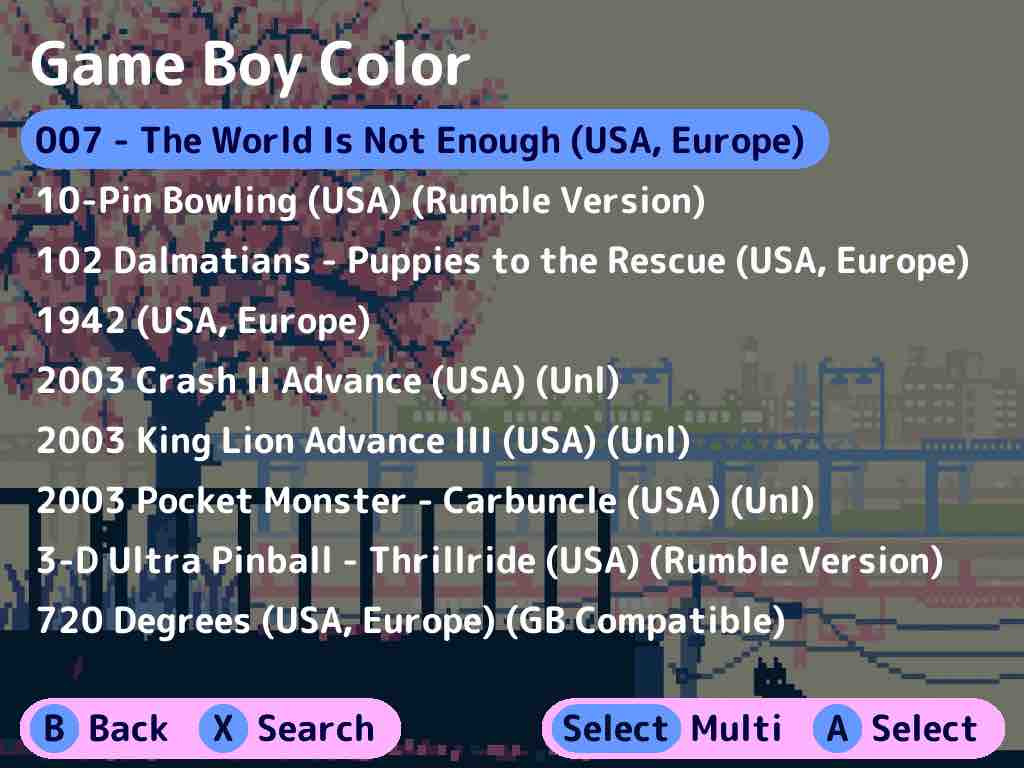 Game Boy Color
007 - The World Is Not Enough (USA, Europe)
10-Pin Bowling (USA) (Rumble Version)
102 Dalmatians - Puppies to the Rescue (USA, Europe)
1942 (USA, Europe)
2003 Crash II Advance (USA) (Unl)
2003 King Lion Advance III (USA) (Unl)
2003 Pocket Monster - Carbuncle (USA) (Unl)
3-D Ultra Pinball - Thrillride (USA) (Rumble Version)
720 Degrees (USA, Europe) (GB Compatible)
B Back X Search Select Multi A Select